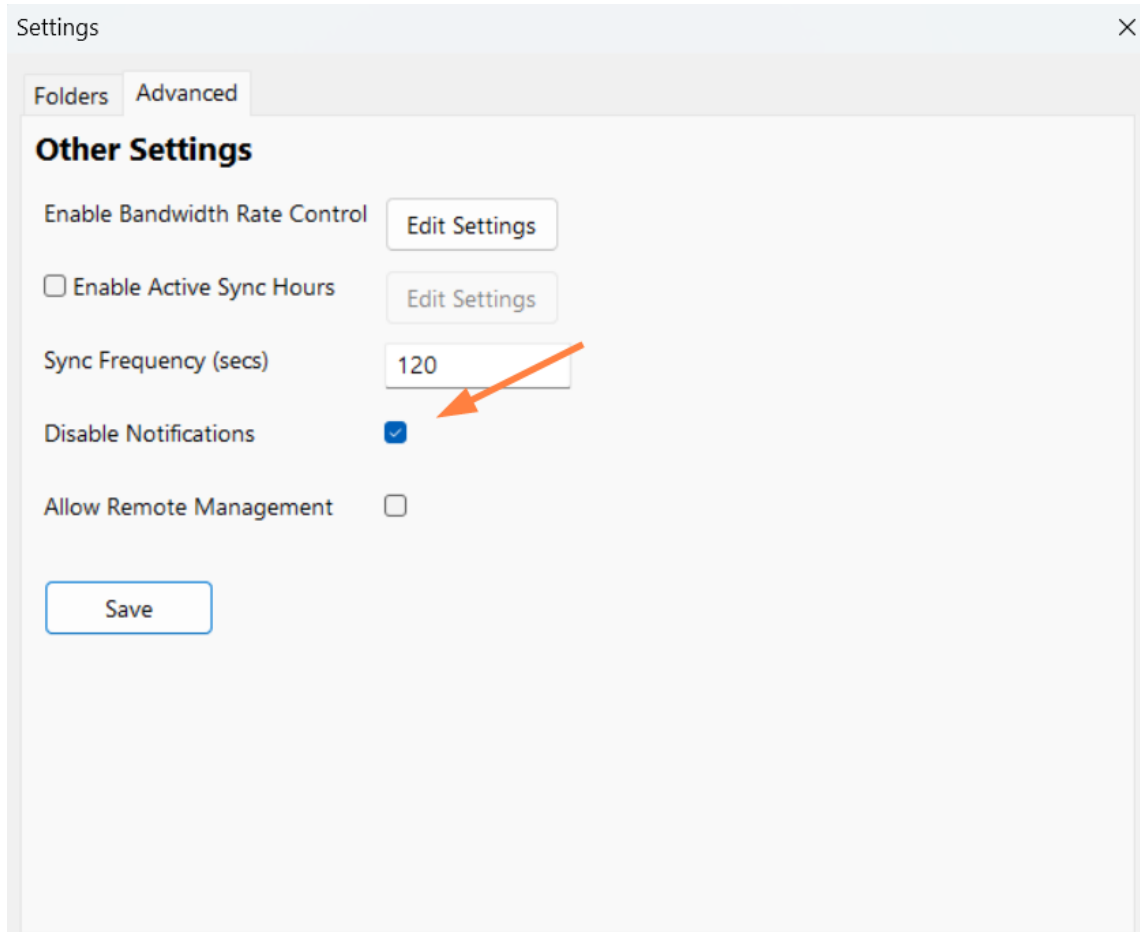 Settings
Folders Advanced
Other Settings
Enable Bandwidth Rate Control Edit Settings
Enable Active Sync Hours Edit Settings
Sync Frequency (secs) 120
Disable Notifications
Allow Remote Management
Save